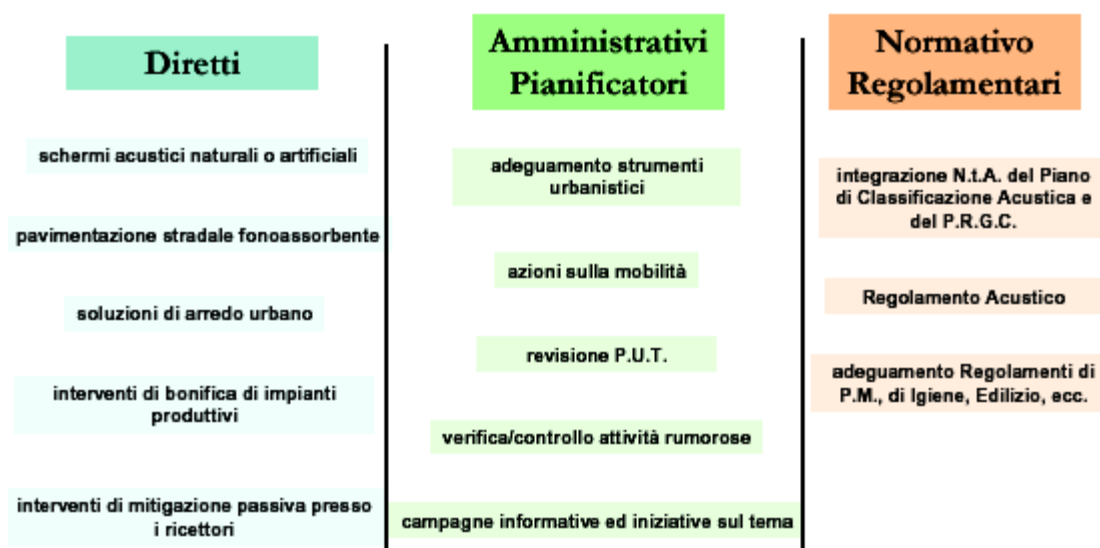 Diretti
schermi acustici naturali o artificiali
pavimentazione stradale fonoassorbente
soluzioni di arredo urbano
interventi di bonifica di impianti
produttivi
interventi di mitigazione passiva presso
i ricettori
Amministrativi
Pianificatori
adeguamento strumenti
urbanistici
azioni sulla mobilità
revisione P.U.T.
verifica/controllo attività rumorose
campagne informative ed iniziative sul tema
Normativo
Regolamentari
integrazione N.t.A. del Piano
di Classificazione Acustica e
del P.R.G.C.
Regolamento Acustico
adeguamento Regolamenti di
P.M., di Igiene, Edilizio, ecc.